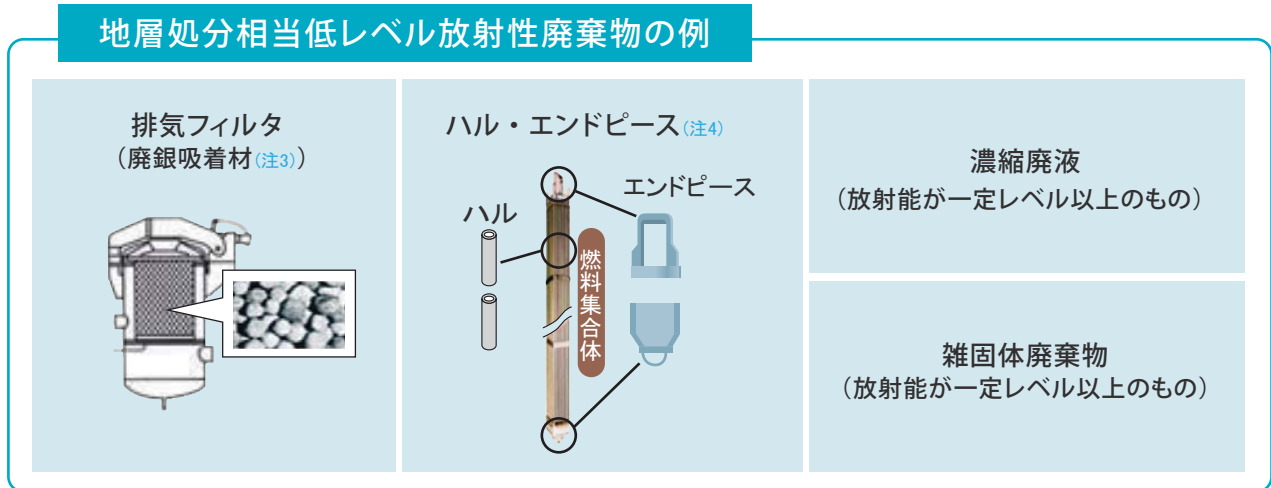 地層処分相当低レベル放射性廃棄物の例
排気フィルタ
（廃銀吸着材(注3)）
ハル・エンドピース(注4)
ハル
エンドピース
燃料集合体
濃縮廃液
（放射能が一定レベル以上のもの）
雑固体廃棄物
（放射能が一定レベル以上のもの）